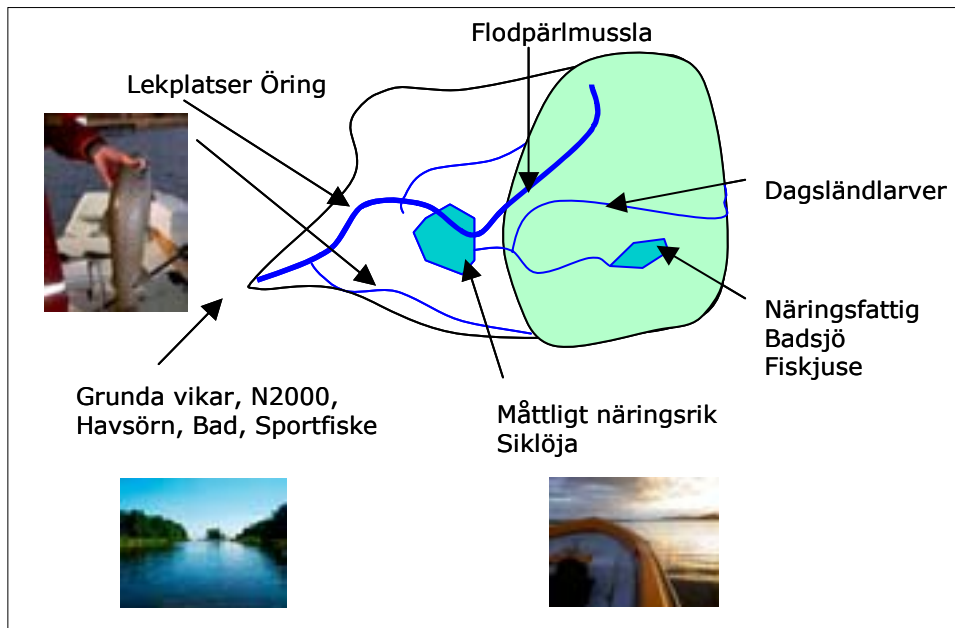 Flodpärlmussla
Lekplatser Öring
Dagsländlarver
Näringsfattig
Badsjö
Fiskjuse
Grunda vikar, N2000,
Havsörn, Bad, Sportfiske
Måttligt näringsrik
Siklöja